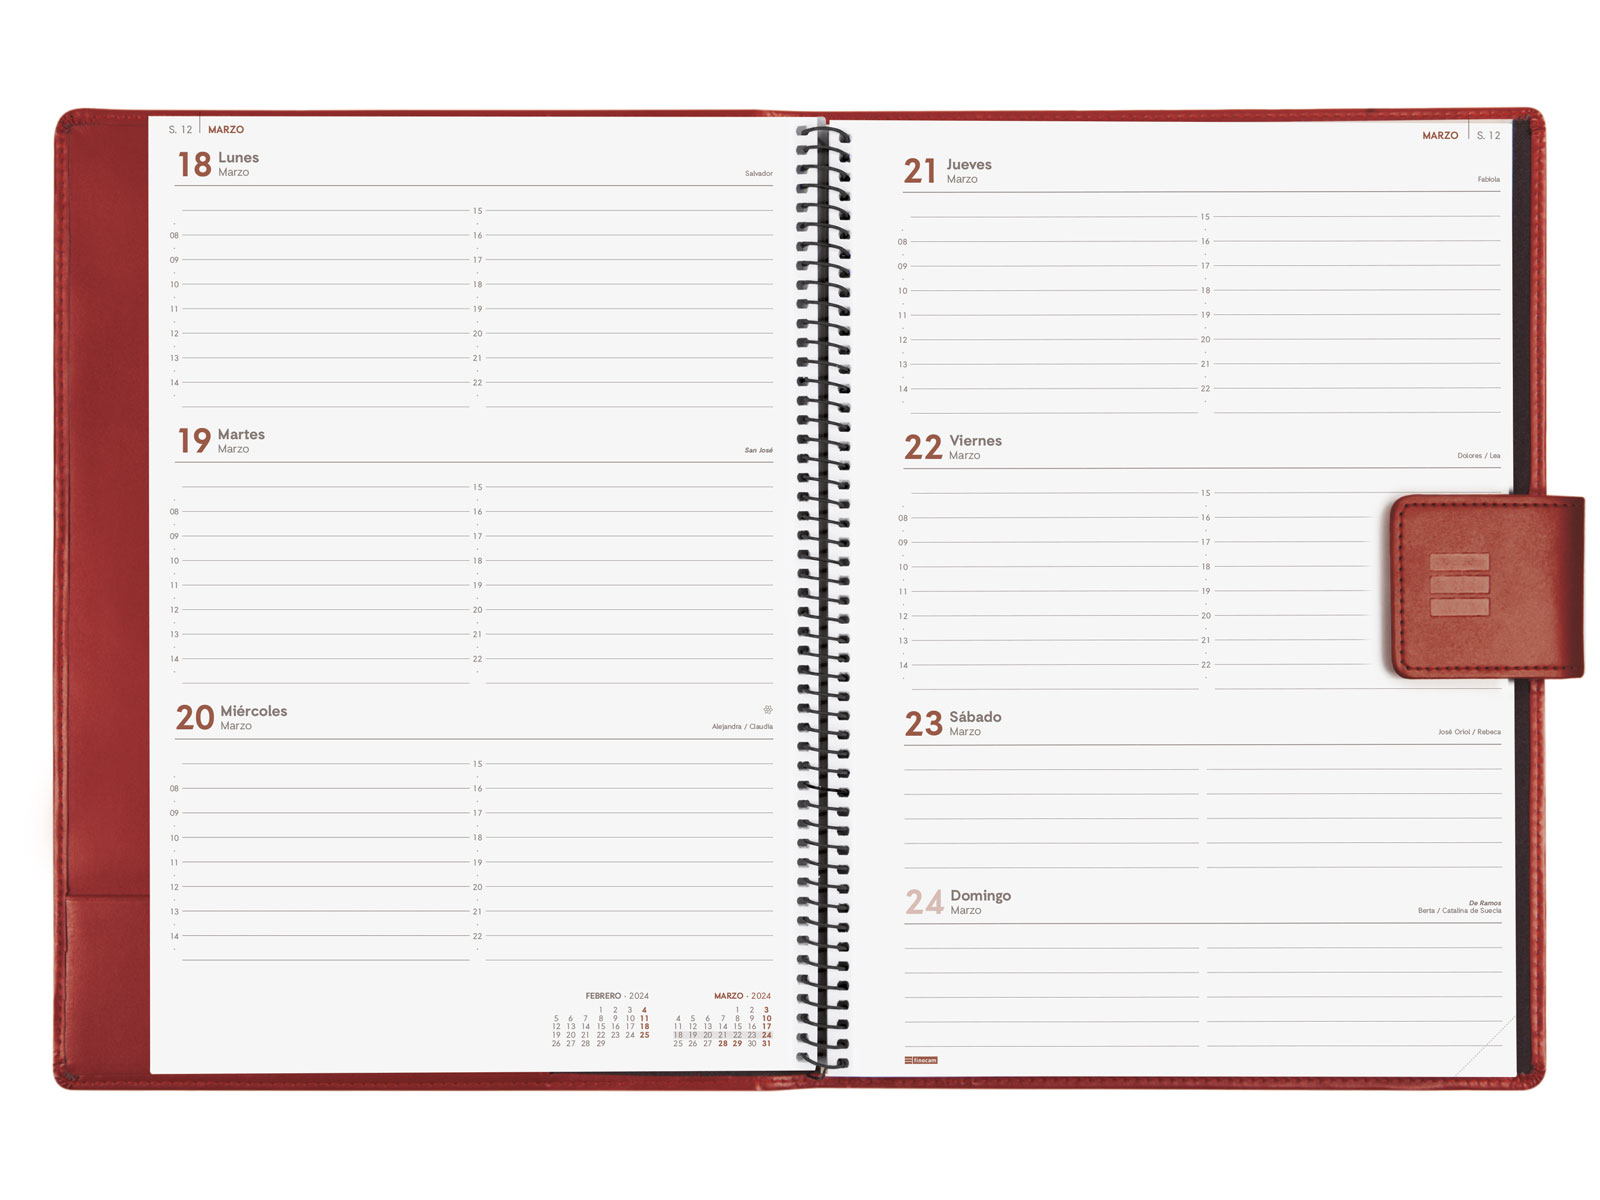 S. 12 MARZO
18 Lunes
Marzo
Salvador
15
08 16
09 17
10 18
11 19
12 20
13 21
14 22
19 Martes
Marzo
San José
15
08 16
09 17
10 18
11 19
12 20
13 21
14 22
20 Miércoles
Marzo
Alejandra / Claudia
15
08 16
09 17
10 18
11 19
12 20
13 21
14 22
FEBRERO · 2024
1 2 3 4
5 6 7 8 9 10 11
12 13 14 15 16 17 18
19 20 21 22 23 24 25
26 27 28 29
MARZO · 2024
1 2 3
4 5 6 7 8 9 10
11 12 13 14 15 16 17
18 19 20 21 22 23 24
25 26 27 28 29 30 31
MARZO S. 12
21 Jueves
Marzo
Fabiola
15
08 16
09 17
10 18
11 19
12 20
13 21
14 22
22 Viernes
Marzo
Dolores / Lea
15
08 16
09 17
10 18
11 19
12 20
13 21
14 22
23 Sábado
Marzo
José Oriol / Rebeca
24 Domingo
Marzo
De Ramos
Berta / Catalina de Suecia
finocam